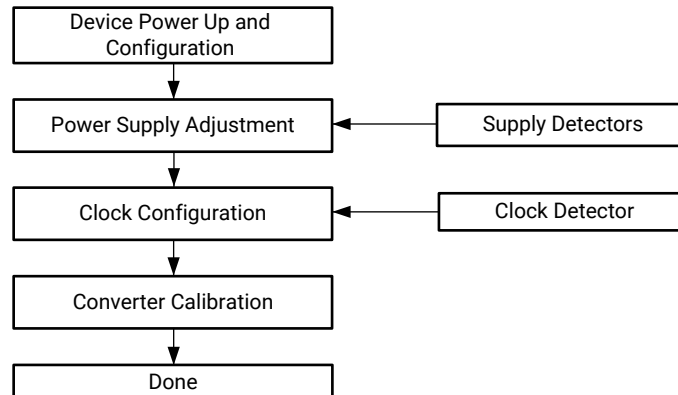 Device Power Up and
Configuration
Power Supply Adjustment
Supply Detectors
Clock Configuration
Clock Detector
Converter Calibration
Done